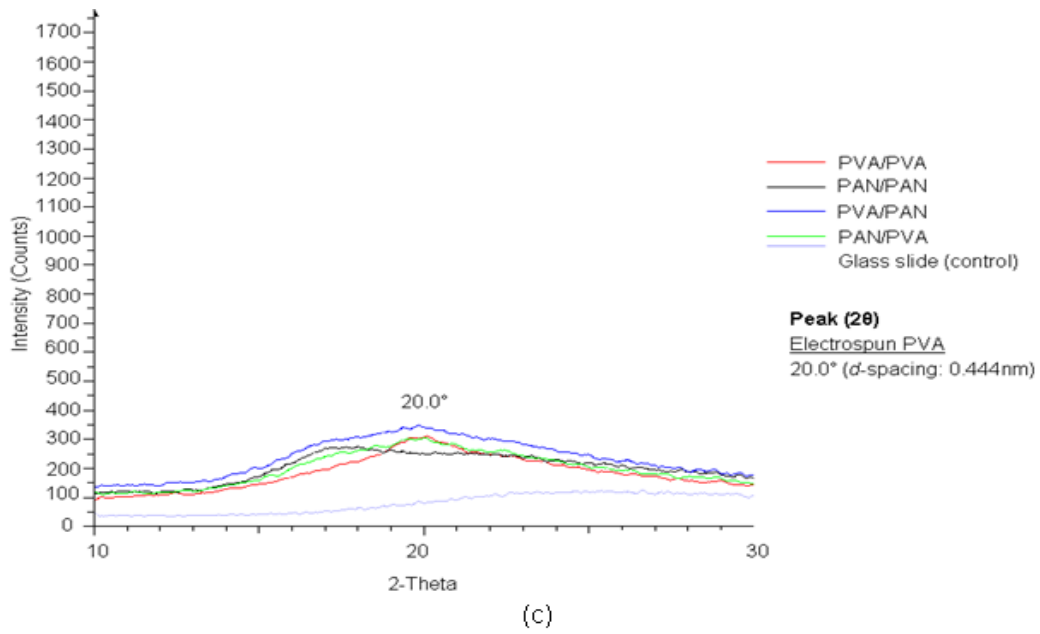 1700
1600
1500
1400
1300
1200
1100
1000
900
800
700
600
500
400
300
200
100
0
Intensity (Counts)
20.0°
10
20
30
2-Theta
PVA/PVA
PAN/PAN
PVA/PAN
PAN/PVA
Glass slide (control)
Peak (2θ)
Electrospun PVA
20.0° (d-spacing: 0.444nm)
(c)